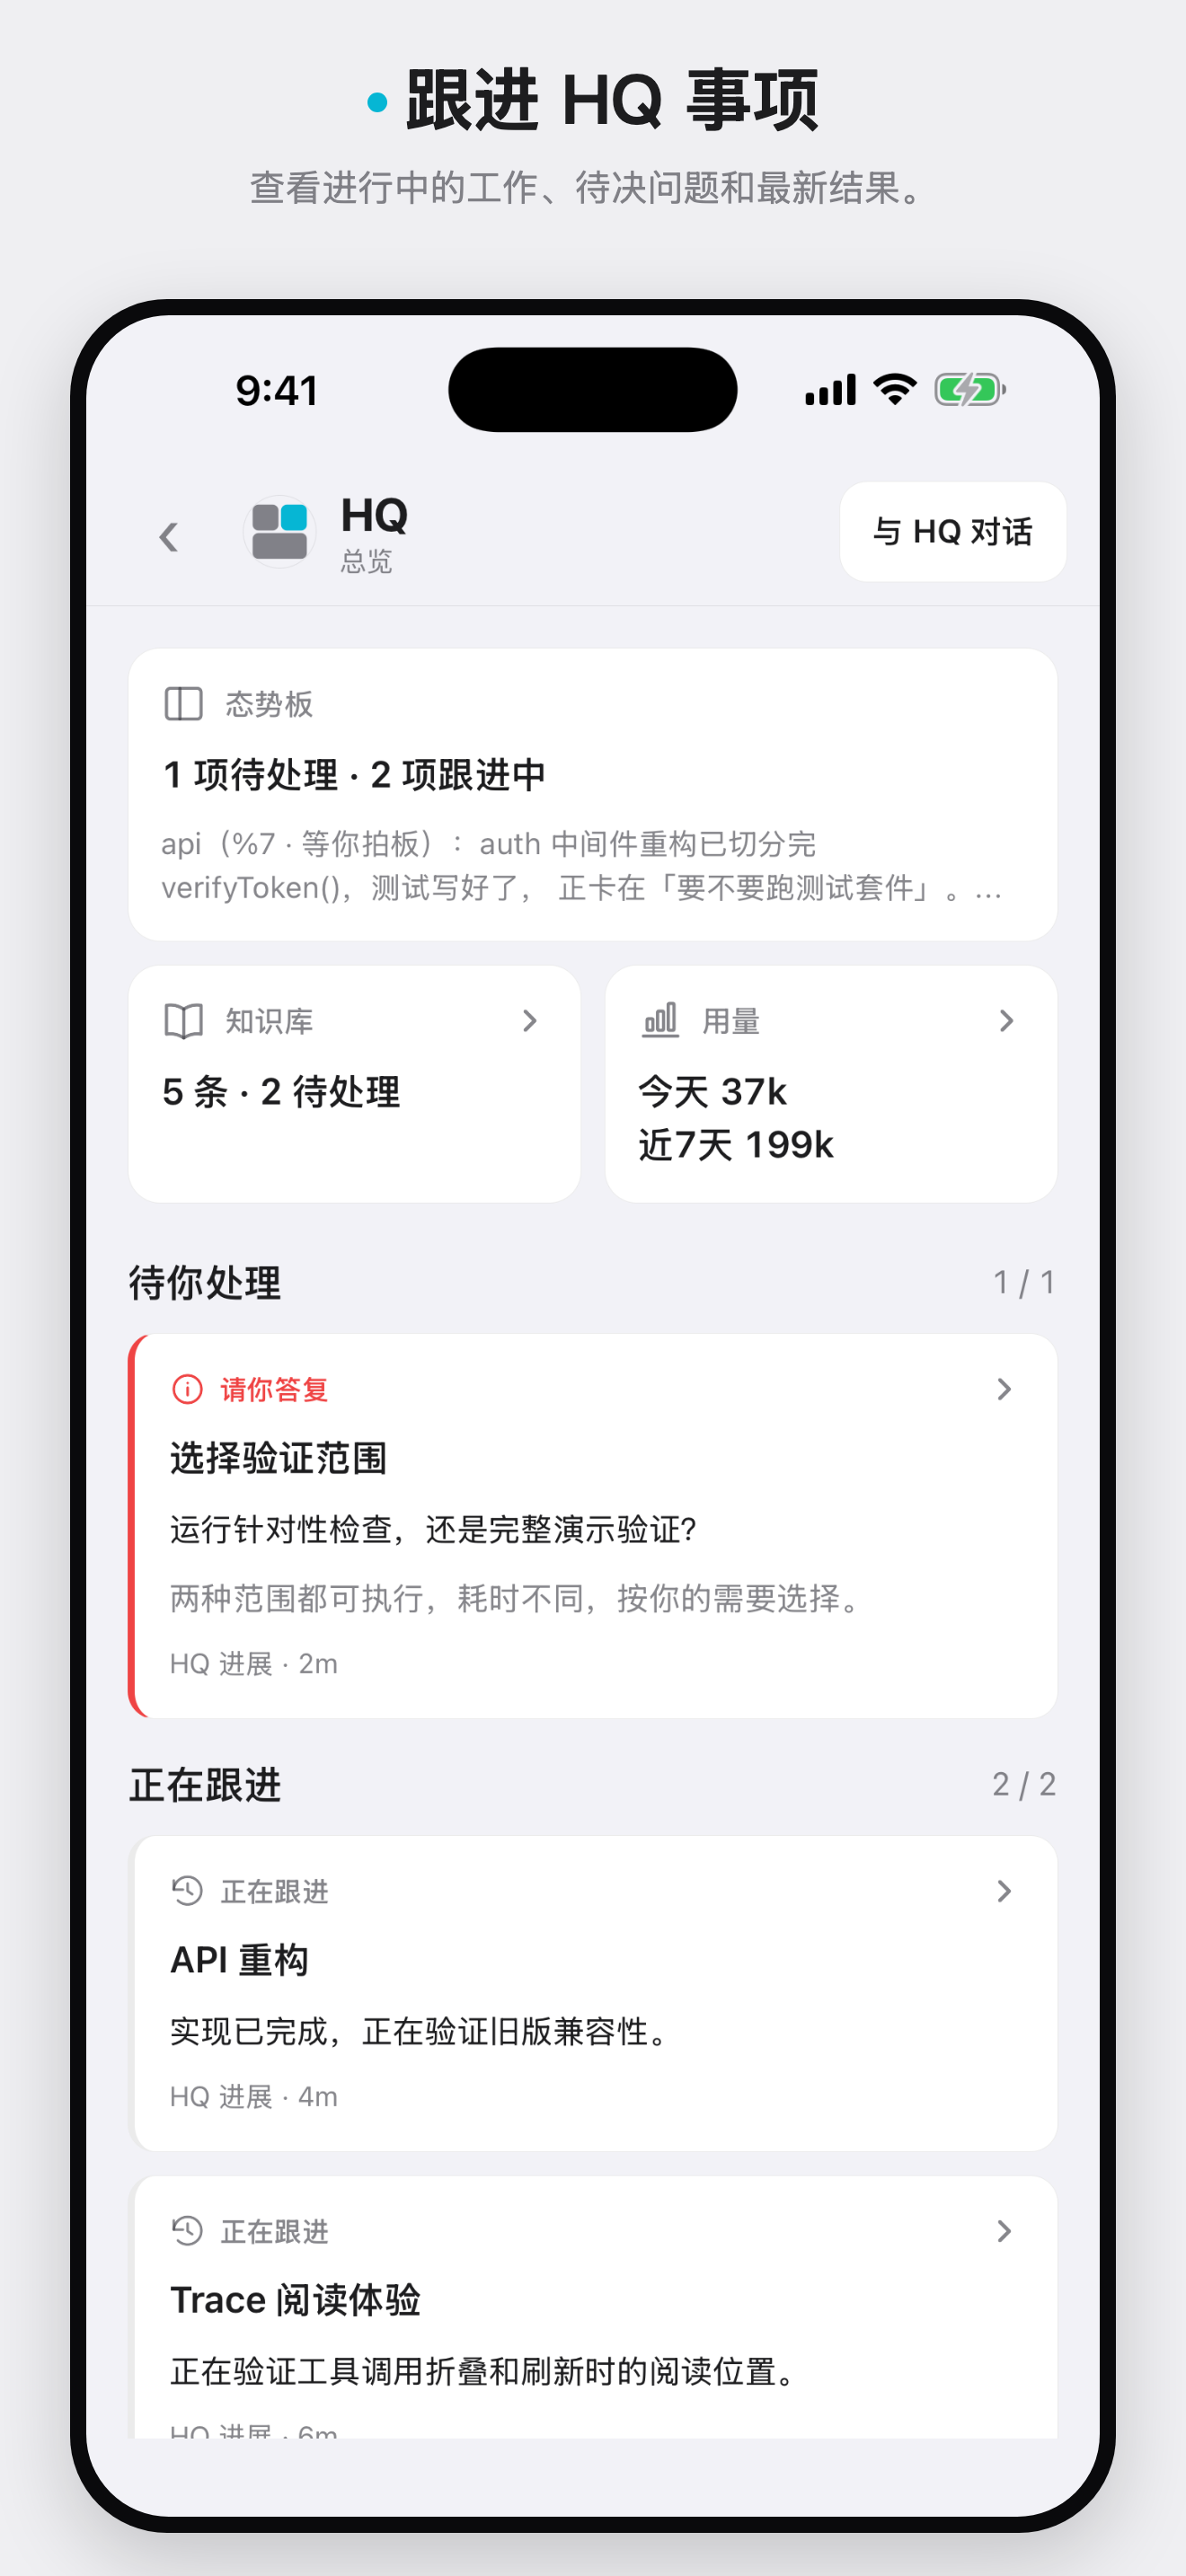 跟进 HQ 事项
查看进行中的工作、待决问题和最新结果。
9:41
HQ
总览
与 HQ 对话
态势板
1 项待处理 · 2 项跟进中
api（%7 · 等你拍板）：auth 中间件重构已切分完
verifyToken()，测试写好了， 正卡在「要不要跑测试套件」。...
知识库
5 条 · 2 待处理
用量
今天 37k
近7天 199k
待你处理
1 / 1
请你答复
选择验证范围
运行针对性检查，还是完整演示验证?
两种范围都可执行，耗时不同，按你的需要选择。
HQ 进展 · 2m
正在跟进
2 / 2
正在跟进
API 重构
实现已完成，正在验证旧版兼容性。
HQ 进展 · 4m
正在跟进
Trace 阅读体验
正在验证工具调用折叠和刷新时的阅读位置。
HQ 进展 · 6m